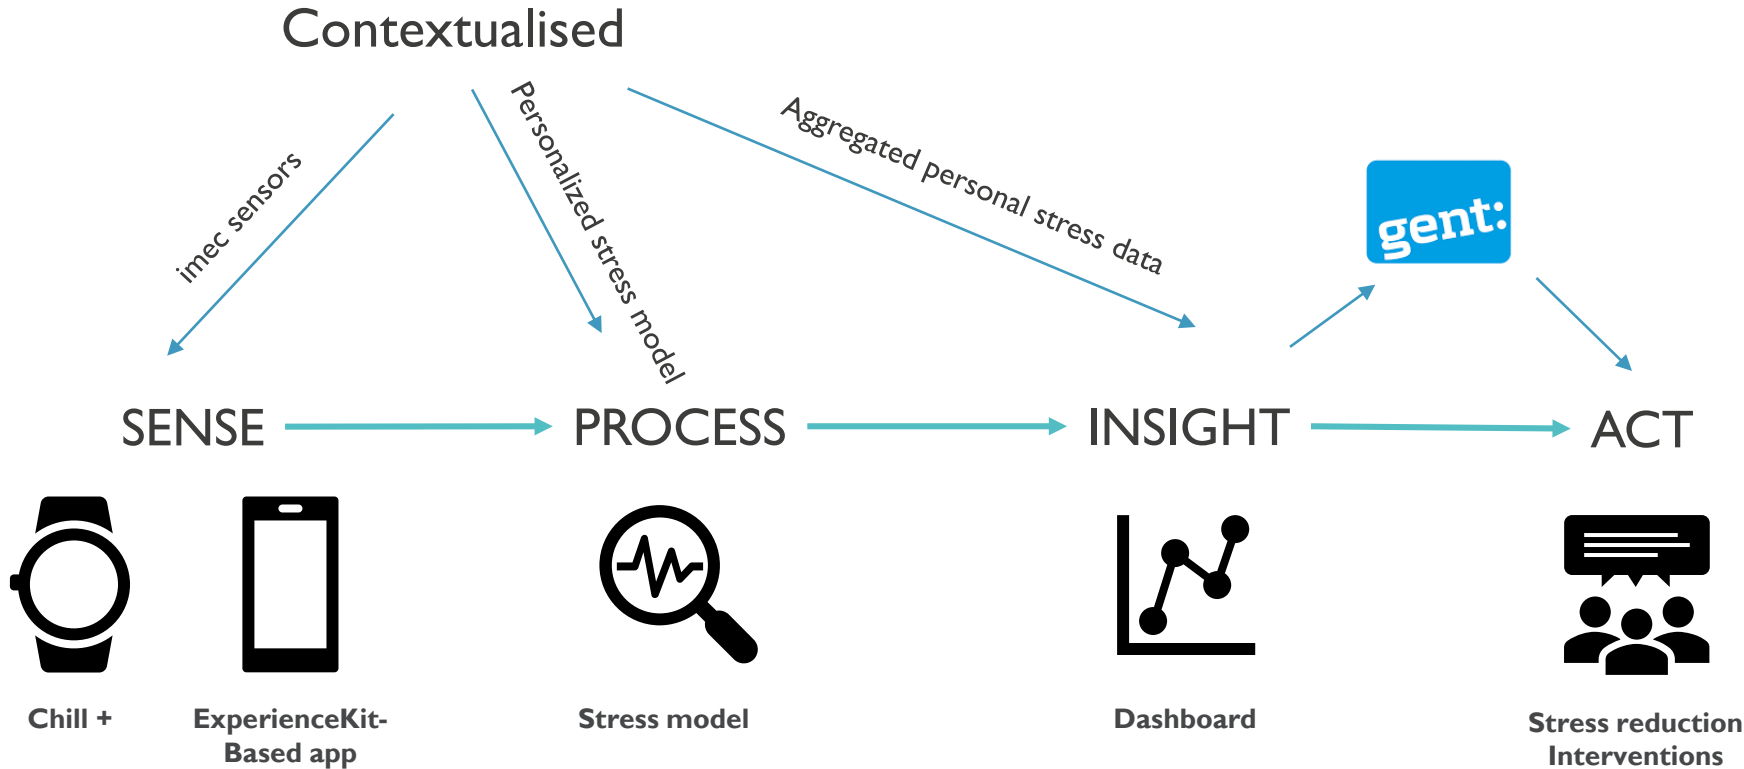 Contextualised
imec sensors
Personalized stress model
Aggregated personal stress data
gent:
SENSE
PROCESS
INSIGHT
ACT
Chill +
ExperienceKit-
Based app
Stress model
Dashboard
Stress reduction
Interventions